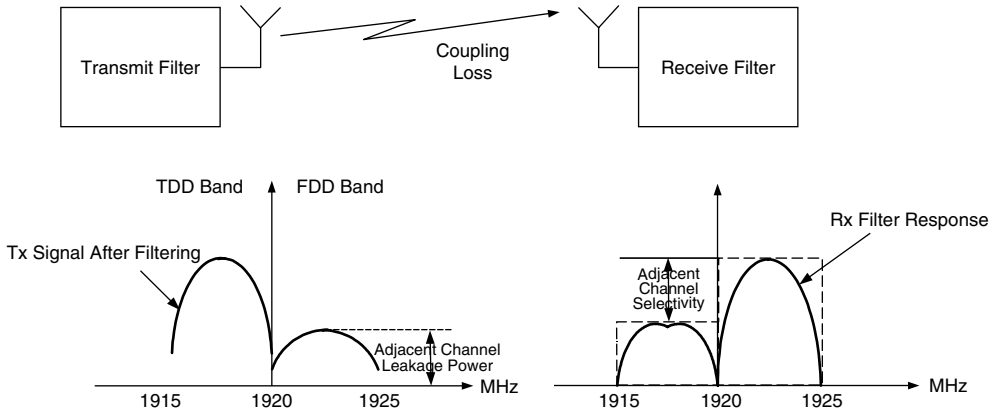 Transmit Filter
Coupling
Loss
Receive Filter
TDD Band
FDD Band
Tx Signal After Filtering
Adjacent Channel
Leakage Power
MHz
1915
1920
1925
Rx Filter Response
Adjacent
Channel
Selectivity
MHz
1915
1920
1925